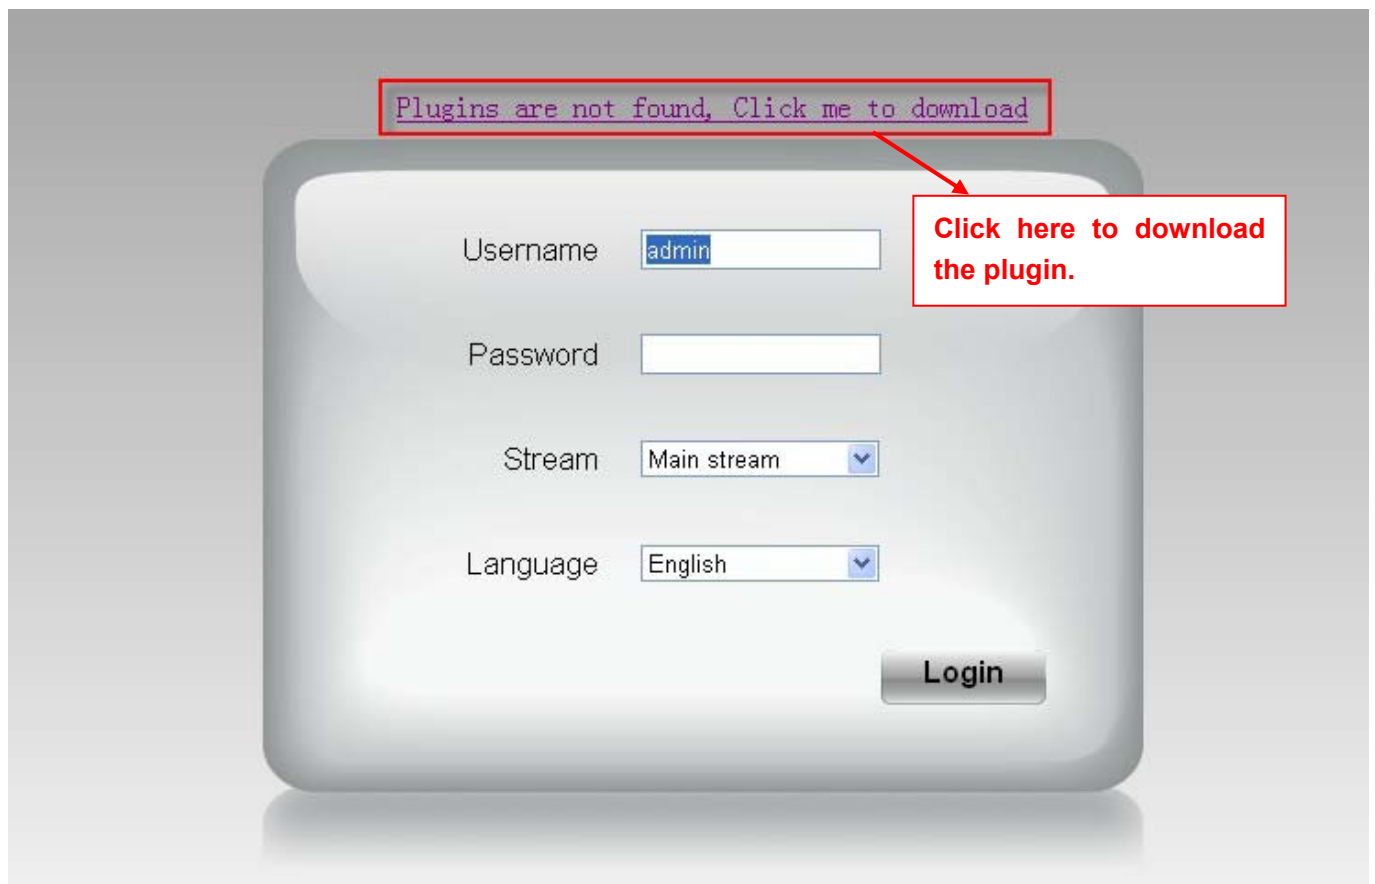 Plugins are not found, Click me to download
Click here to download
the plugin.
Username admin
Password
Stream Main stream
Language English
Login